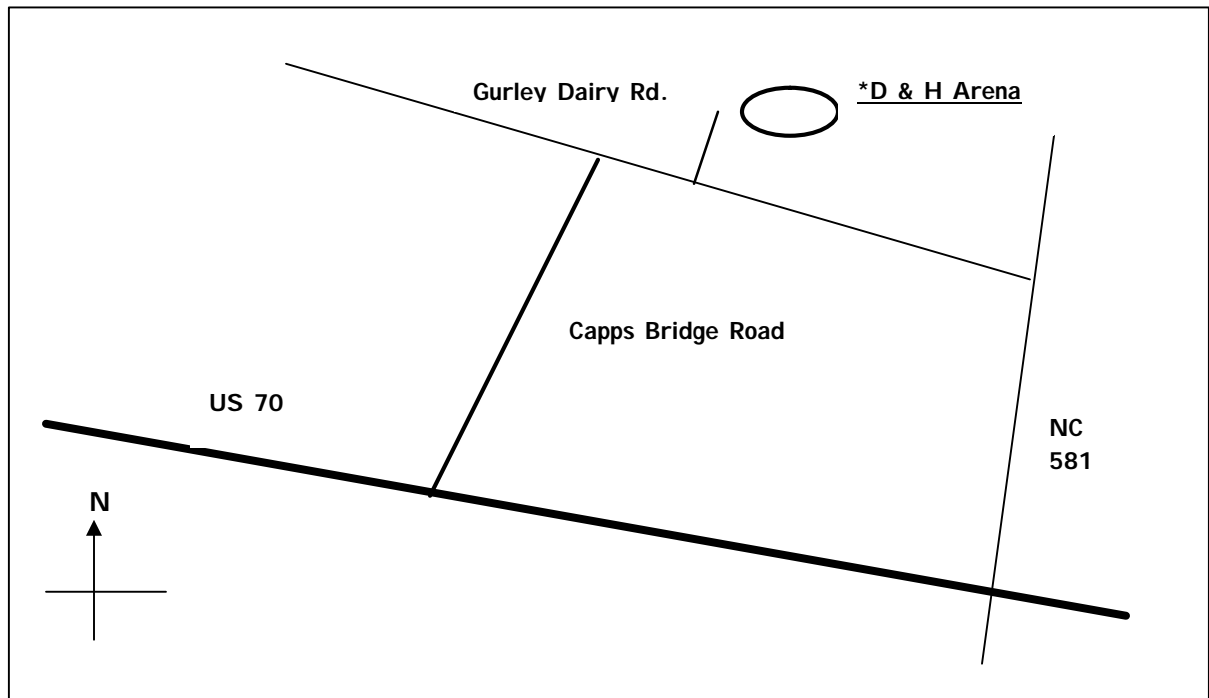 Gurley Dairy Rd.
*D & H Arena
Capps Bridge Road
US 70
NC
581
N